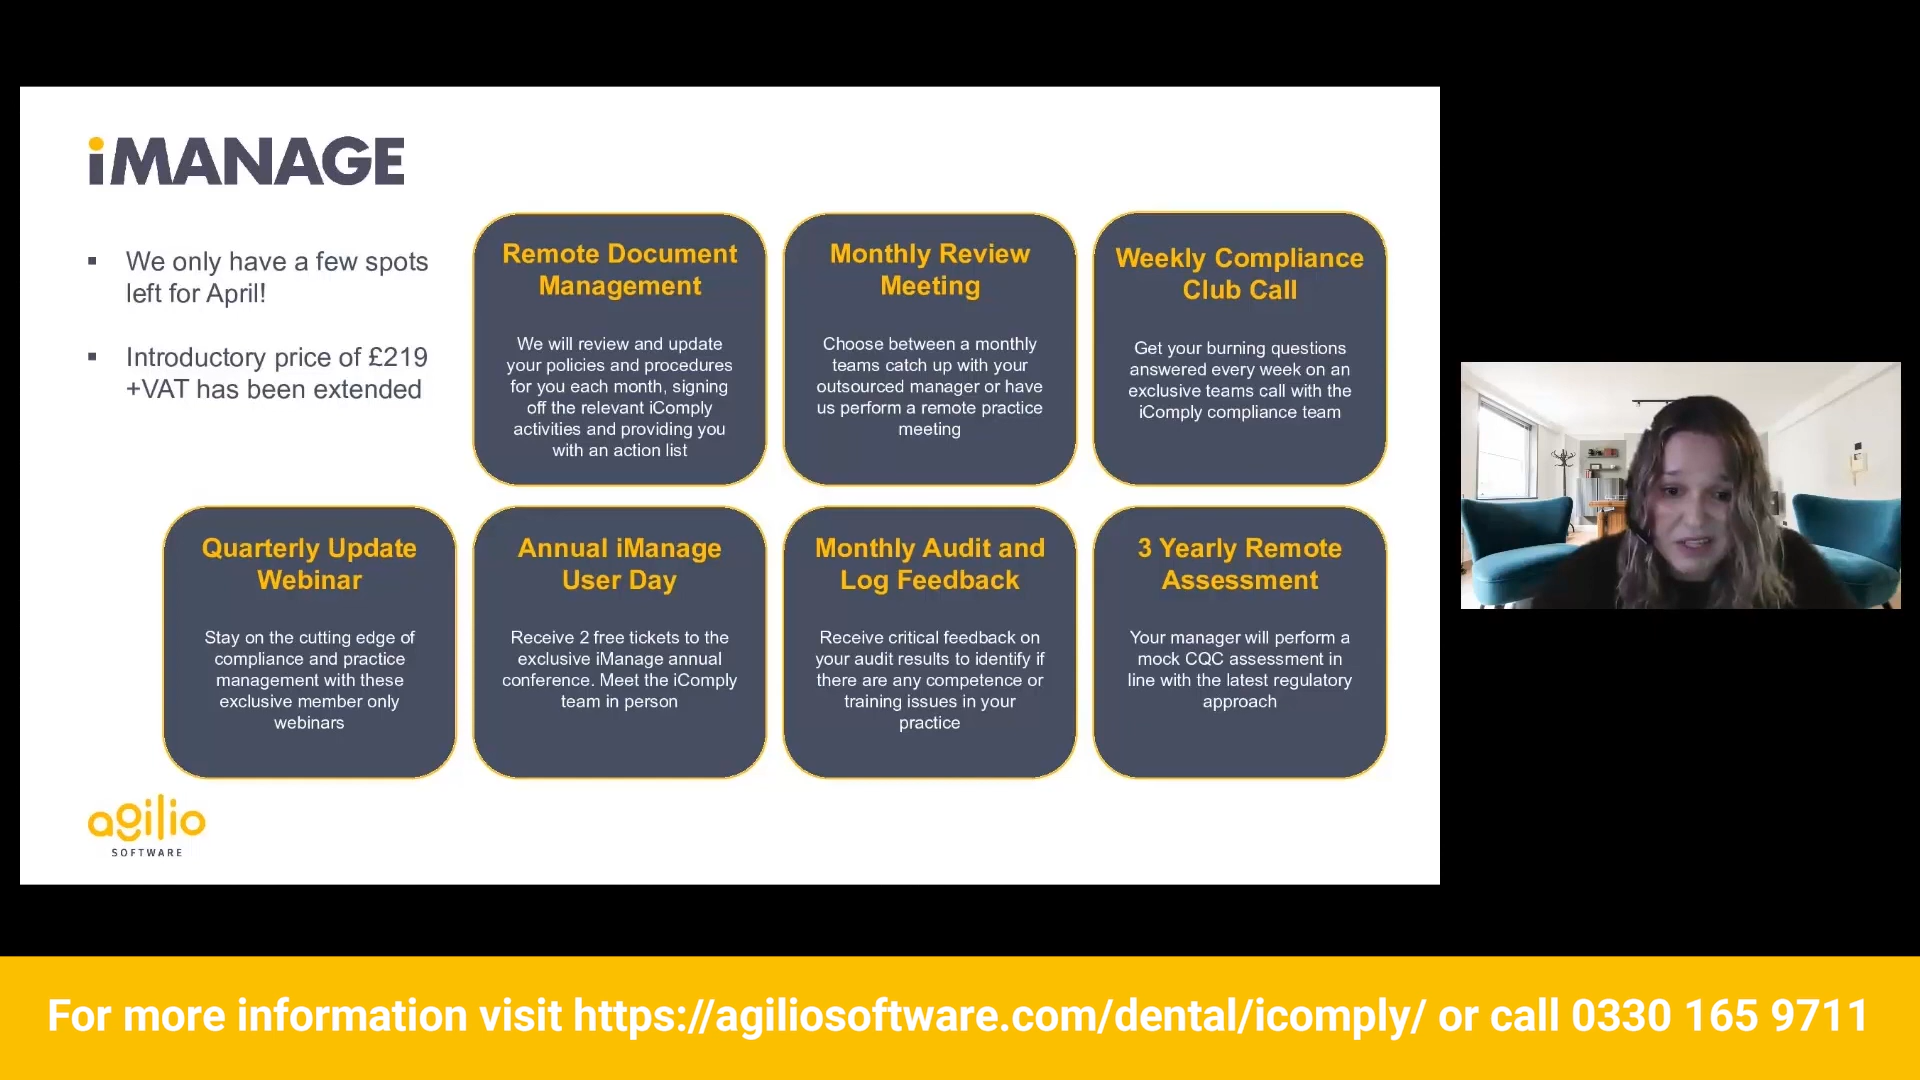 iMANAGE
▪ We only have a few spots
left for April!
▪ Introductory price of £219
+VAT has been extended
Remote Document
Management
We will review and update
your policies and procedures
for you each month, signing
off the relevant iComply
activities and providing you
with an action list
Monthly Review
Meeting
Choose between a monthly
teams catch up with your
outsourced manager or have
us perform a remote practice
meeting
Weekly Compliance
Club Call
Get your burning questions
answered every week on an
exclusive teams call with the
iComply compliance team
Quarterly Update
Webinar
Stay on the cutting edge of
compliance and practice
management with these
exclusive member only
webinars
Annual iManage
User Day
Receive 2 free tickets to the
exclusive iManage annual
conference. Meet the iComply
team in person
Monthly Audit and
Log Feedback
Receive critical feedback on
your audit results to identify if
there are any competence or
training issues in your
practice
3 Yearly Remote
Assessment
Your manager will perform a
mock CQC assessment in
line with the latest regulatory
approach
agilio
SOFTWARE
For more information visit https://agiliosoftware.com/dental/icomply/ or call 0330 165 9711